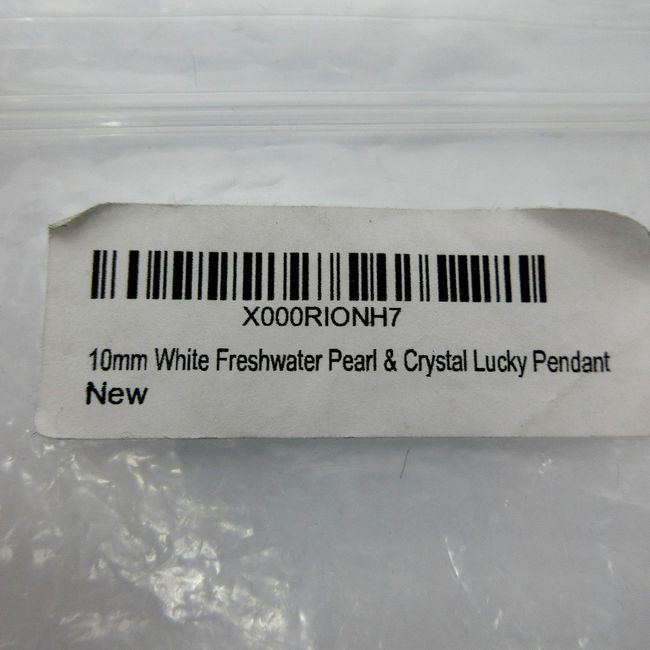 X000RIONH7
10mm White Freshwater Pearl & Crystal Lucky Pendant
New